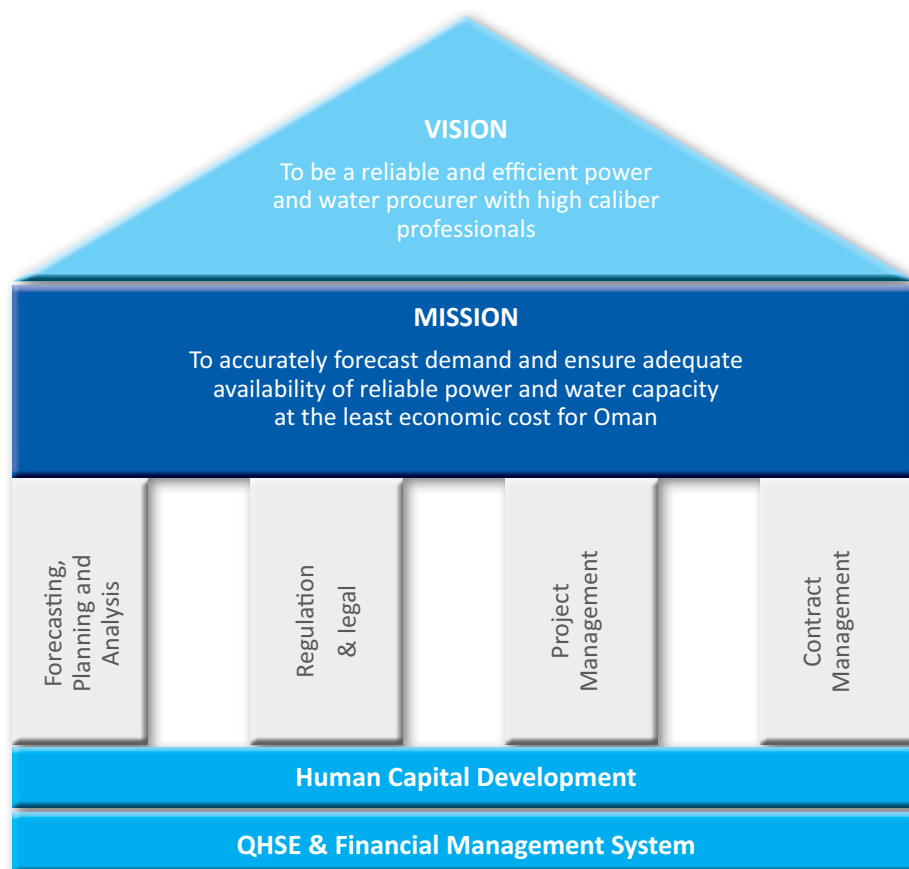 VISION
To be a reliable and efficient power
and water procurer with high caliber
professionals
MISSION
To accurately forecast demand and ensure adequate
availability of reliable power and water capacity
at the least economic cost for Oman
Forecasting,
Planning and
Analysis
Regulation
& legal
Project
Management
Contract
Management
Human Capital Development
QHSE & Financial Management System